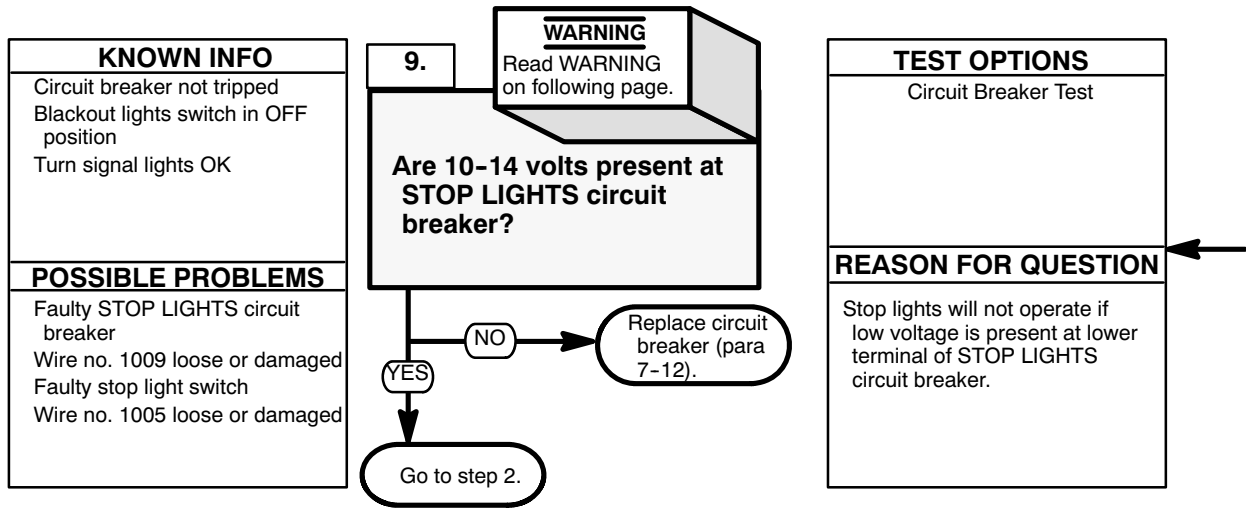 KNOWN INFO
Circuit breaker not tripped
Blackout lights switch in OFF
position
Turn signal lights OK
POSSIBLE PROBLEMS
Faulty STOP LIGHTS circuit
breaker
Wire no. 1009 loose or damaged
Faulty stop light switch
Wire no. 1005 loose or damaged
9.
WARNING
Read WARNING
on following page.
Are 10-14 volts present at
STOP LIGHTS circuit
breaker?
NO
Replace circuit
breaker (para
7-12).
YES
Go to step 2.
TEST OPTIONS
Circuit Breaker Test
REASON FOR QUESTION
Stop lights will not operate if
low voltage is present at lower
terminal of STOP LIGHTS
circuit breaker.